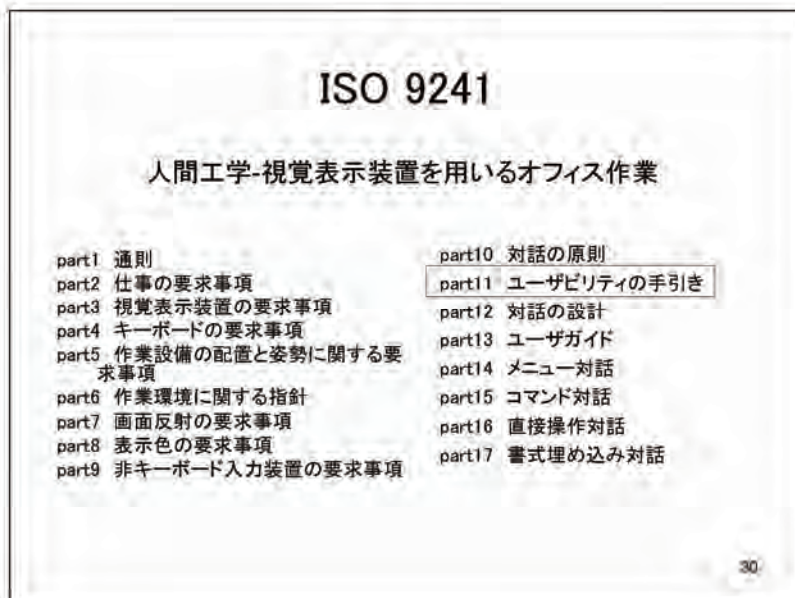 ISO 9241
人間工学-視覚表示装置を用いるオフィス作業
part1 通則
part2 仕事の要求事項
part3 視覚表示装置の要求事項
part4 キーボードの要求事項
part5 作業設備の配置と姿勢に関する要
求事項
part6 作業環境に関する指針
part7 画面反射の要求事項
part8 表示色の要求事項
part9 非キーボード入力装置の要求事項
part10 対話の原則
part11 ユーザビリティの手引き
part12 対話の設計
part13 ユーザガイド
part14 メニュー対話
part15 コマンド対話
part16 直接操作対話
part17 書式埋め込み対話
30